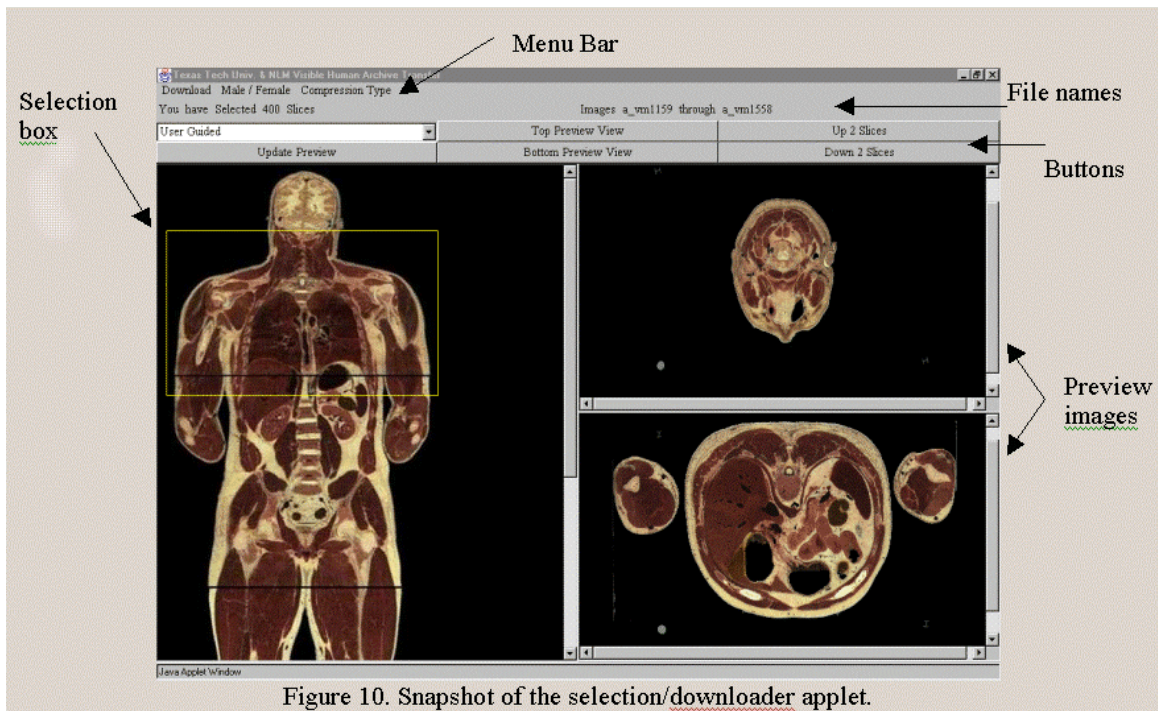 Menu Bar
Texas Tech Univ. & NLM Visible Human Archive Transfer
Download Male / Female Compression Type
Selection box
You have Selected 400 Slices
Images a_vm1159 through a_vm1558
File names
User Guided
Top Preview View
Up 2 Slices
Update Preview
Bottom Preview View
Down 2 Slices
Buttons
Preview images
Java Applet Window
Figure 10. Snapshot of the selection/downloader applet.